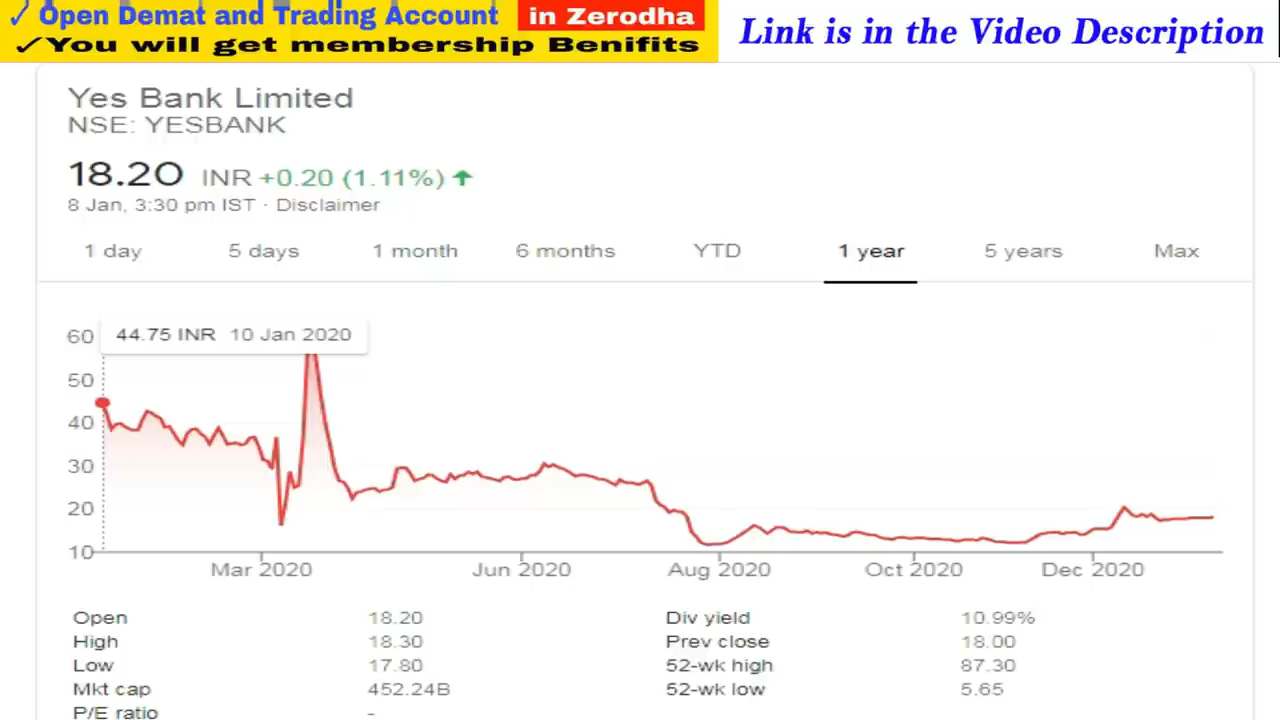 ✓ Open Demat and Trading Account in Zerodha
✓You will get membership Benifits
Link is in the Video Description
Yes Bank Limited
NSE: YESBANK
18.20 INR +0.20 (1.11%) ↑
8 Jan, 3:30 pm IST · Disclaimer
1 day 5 days 1 month 6 months YTD 1 year 5 years Max
44.75 INR 10 Jan 2020
60
50
40
30
20
10
Mar 2020 Jun 2020 Aug 2020 Oct 2020 Dec 2020
Open 18.20 Div yield 10.99%
High 18.30 Prev close 18.00
Low 17.80 52-wk high 87.30
Mkt cap 452.24B 52-wk low 5.65
P/E ratio -